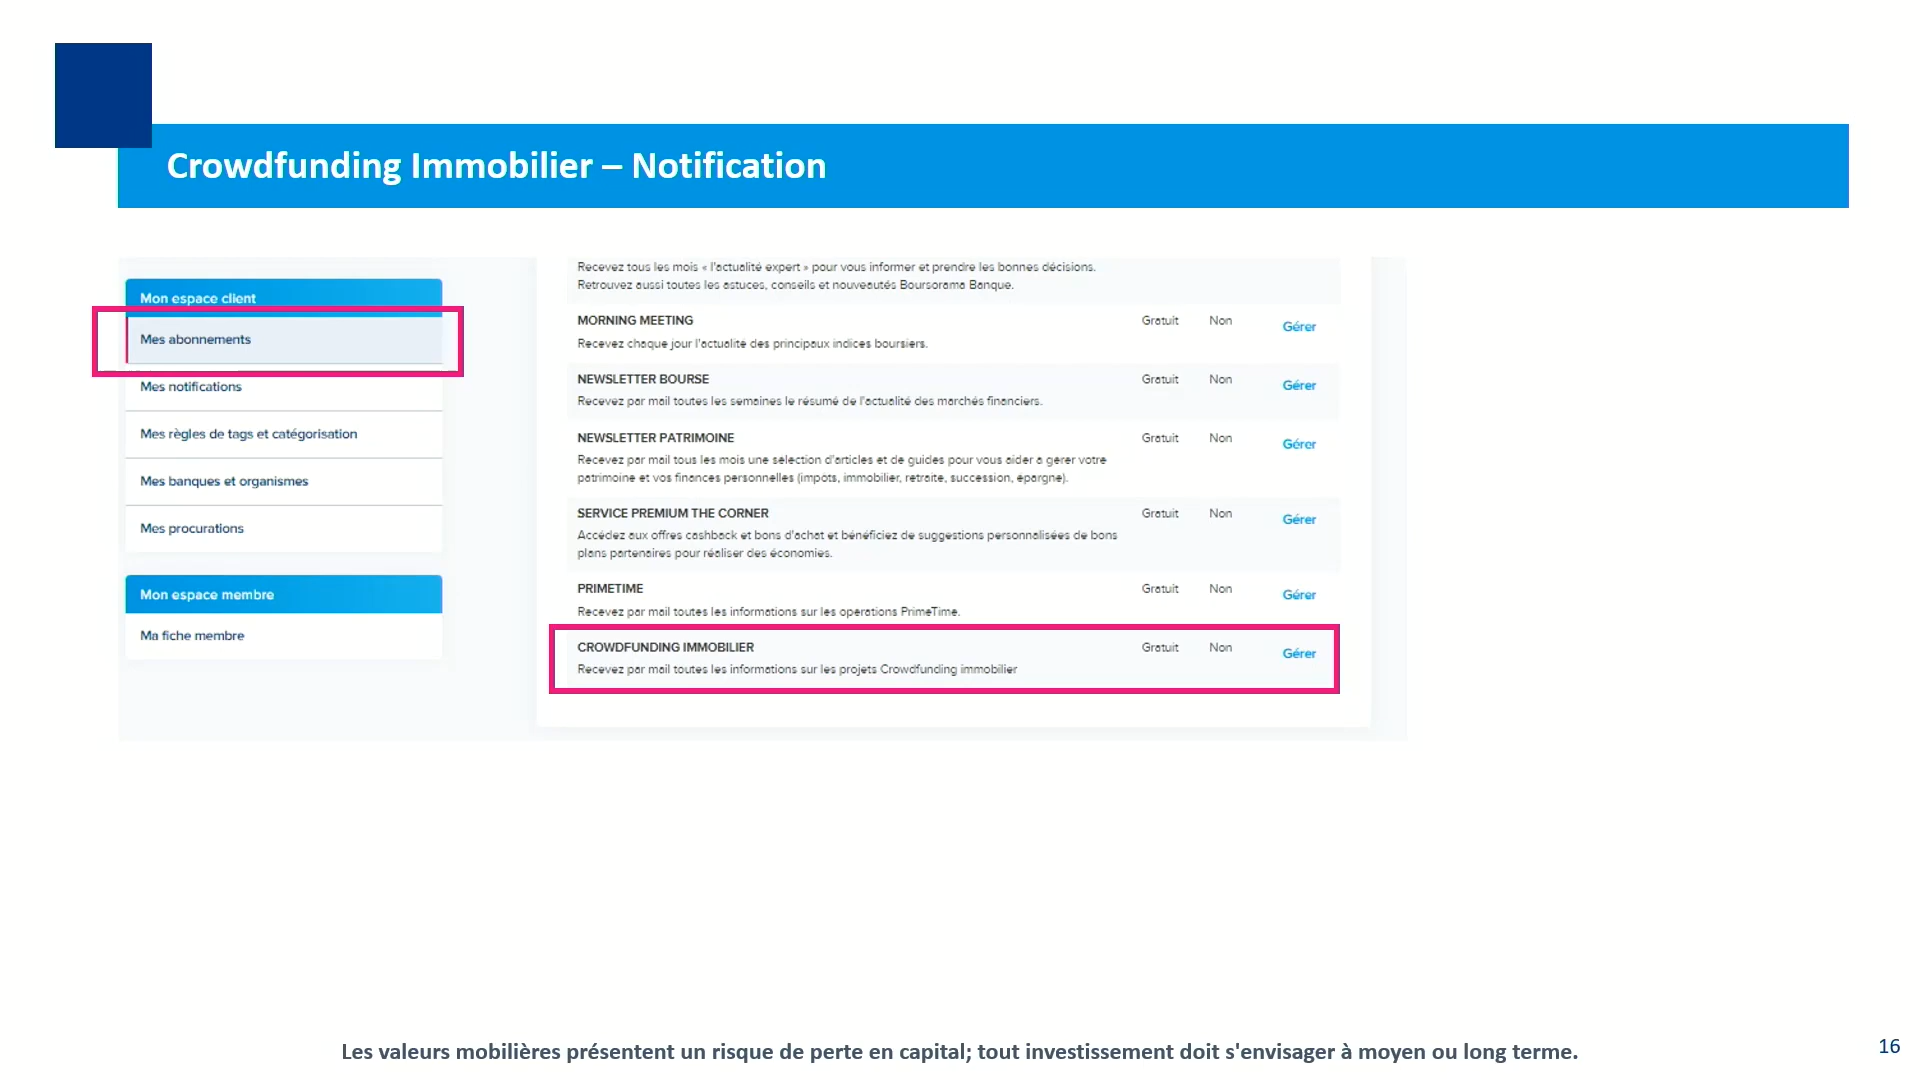 Crowdfunding Immobilier – Notification
Mon espace client
Mes abonnements
Mes notifications
Mes règles de tags et catégorisation
Mes banques et organismes
Mes procurations
Mon espace membre
Ma fiche membre
Recevez tous les mois « l'actualité expert » pour vous informer et prendre les bonnes décisions.
Retrouvez aussi toutes les astuces, conseils et nouveautés Boursorama Banque.
MORNING MEETING Gratuit Non Gérer
Recevez chaque jour l'actualite des principaux indices boursiers.
NEWSLETTER BOURSE Gratuit Non Gérer
Recevez par mail toutes les semaines le résumé de l'actualité des marchés financiers.
NEWSLETTER PATRIMOINE Gratuit Non Gérer
Recevez par mail tous les mois une selection d'articles et de guides pour vous aider a gerer votre
patrimoine et vos finances personnelles (impots, immobilier, retraite, succession, epargne).
SERVICE PREMIUM THE CORNER Gratuit Non Gérer
Accédez aux offres cashback et bons d'achat et bénéficiez de suggestions personnalisées de bons
plans partenaires pour réaliser des économies.
PRIMETIME Gratuit Non Gérer
Recevez par mail toutes les informations sur les operations PrimeTime.
CROWDFUNDING IMMOBILIER Gratuit Non Gérer
Recevez par mail toutes les informations sur les projets Crowdfunding immobilier
Les valeurs mobilières présentent un risque de perte en capital; tout investissement doit s'envisager à moyen ou long terme.
16